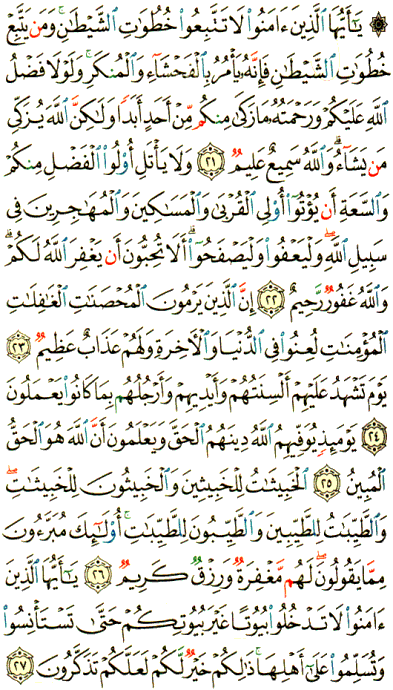 ۞ يَـٰٓأَيُّهَا ٱلَّذِينَ ءَامَنُوا۟ لَا تَتَّبِعُوا۟ خُطُوَٰتِ ٱلشَّيْطَـٰنِ ۚ وَمَن يَتَّبِعْ
خُطُوَٰتِ ٱلشَّيْطَـٰنِ فَإِنَّهُۥ يَأْمُرُ بِٱلْفَحْشَآءِ وَٱلْمُنكَرِ ۚ وَلَوْلَا فَضْلُ
ٱللَّهِ عَلَيْكُمْ وَرَحْمَتُهُۥ مَا زَكَىٰ مِنكُم مِّنْ أَحَدٍ أَبَدًا وَلَـٰكِنَّ ٱللَّهَ يُزَكِّى
مَن يَشَآءُ ۗ وَٱللَّهُ سَمِيعٌ عَلِيمٌ ٢١ وَلَا يَأْتَلِ أُو۟لُوا۟ ٱلْفَضْلِ مِنكُمْ
وَٱلسَّعَةِ أَن يُؤْتُوٓا۟ أُو۟لِى ٱلْقُرْبَىٰ وَٱلْمَسَـٰكِينَ وَٱلْمُهَـٰجِرِينَ فِى
سَبِيلِ ٱللَّهِ ۖ وَلْيَعْفُوا۟ وَلْيَصْفَحُوٓا۟ ۗ أَلَا تُحِبُّونَ أَن يَغْفِرَ ٱللَّهُ لَكُمْ ۗ
وَٱللَّهُ غَفُورٌ رَّحِيمٌ ٢٢ إِنَّ ٱلَّذِينَ يَرْمُونَ ٱلْمُحْصَنَـٰتِ ٱلْغَـٰفِلَـٰتِ
ٱلْمُؤْمِنَـٰتِ لُعِنُوا۟ فِى ٱلدُّنْيَا وَٱلْـَٔاخِرَةِ وَلَهُمْ عَذَابٌ عَظِيمٌ ٢٣
يَوْمَ تَشْهَدُ عَلَيْهِمْ أَلْسِنَتُهُمْ وَأَيْدِيهِمْ وَأَرْجُلُهُم بِمَا كَانُوا۟ يَعْمَلُونَ
٢٤ يَوْمَئِذٍ يُوَفِّيهِمُ ٱللَّهُ دِينَهُمُ ٱلْحَقَّ وَيَعْلَمُونَ أَنَّ ٱللَّهَ هُوَ ٱلْحَقُّ
ٱلْمُبِينُ ٢٥ ٱلْخَبِيثَـٰتُ لِلْخَبِيثِينَ وَٱلْخَبِيثُونَ لِلْخَبِيثَـٰتِ ۖ
وَٱلطَّيِّبَـٰتُ لِلطَّيِّبِينَ وَٱلطَّيِّبُونَ لِلطَّيِّبَـٰتِ ۚ أُو۟لَـٰٓئِكَ مُبَرَّءُونَ
مِمَّا يَقُولُونَ ۖ لَهُم مَّغْفِرَةٌ وَرِزْقٌ كَرِيمٌ ٢٦ يَـٰٓأَيُّهَا ٱلَّذِينَ
ءَامَنُوا۟ لَا تَدْخُلُوا۟ بُيُوتًا غَيْرَ بُيُوتِكُمْ حَتَّىٰ تَسْتَأْنِسُوا۟
وَتُسَلِّمُوا۟ عَلَىٰٓ أَهْلِهَا ۚ ذَٰلِكُمْ خَيْرٌ لَّكُمْ لَعَلَّكُمْ تَذَكَّرُونَ ٢٧